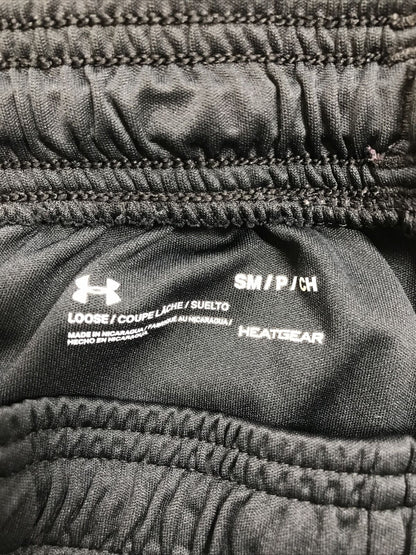 SM/P/CH
LOOSE/COUPE LÂCHE/SUELTO
MADE IN NICARAGUA/FABRIQUÉ AU NICARAGUA/
HECHO EN NICARAGUA
HEATGEAR